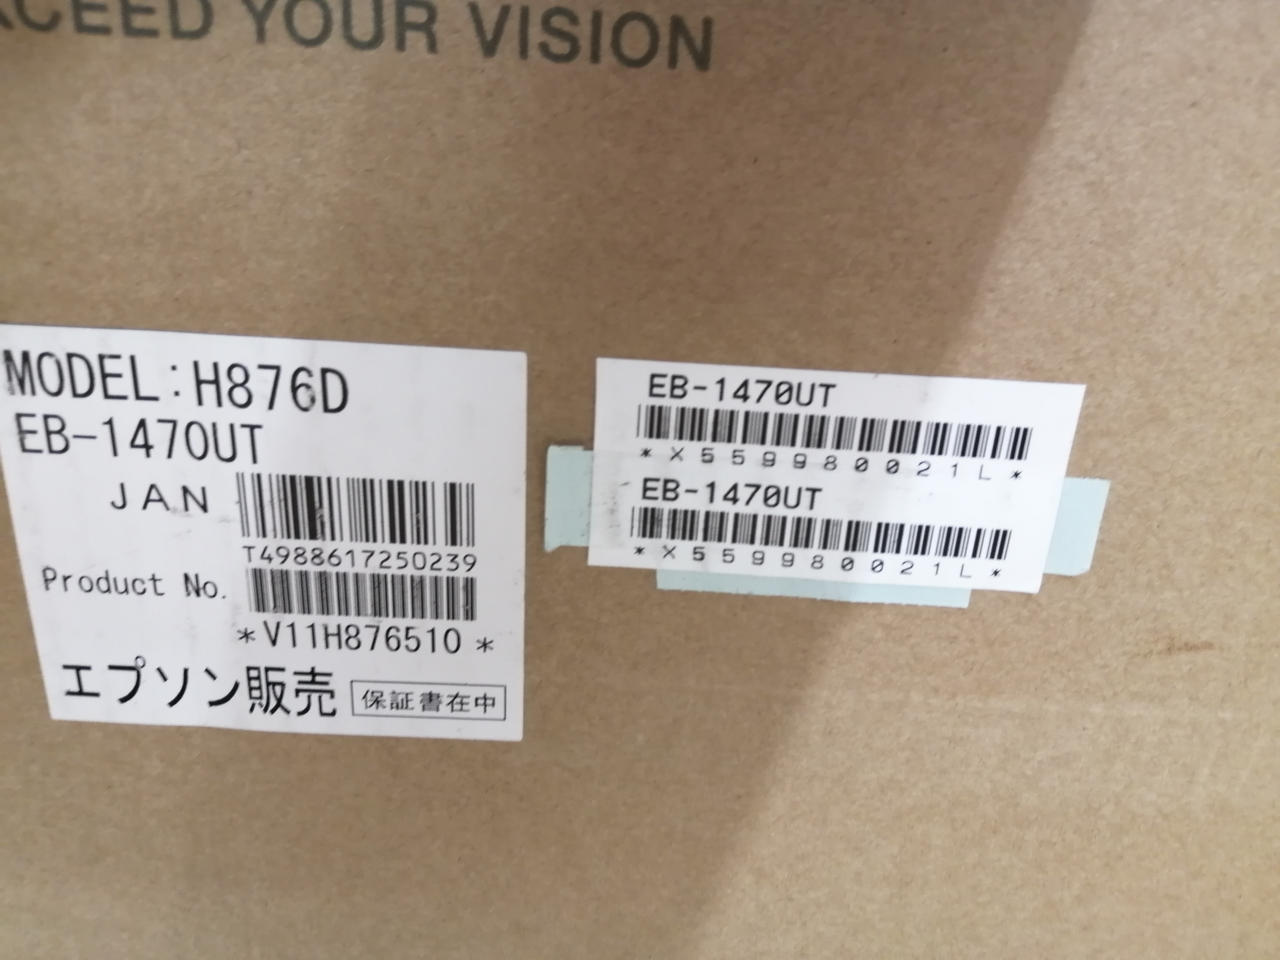 XCEED YOUR VISION
MODEL:H876D
EB-1470UT
JAN
T4988617250239
Product No.
*V11H876510*
エプソン販売 保証書在中
EB-1470UT
*X559980021L*
EB-1470UT
*X559980021L*